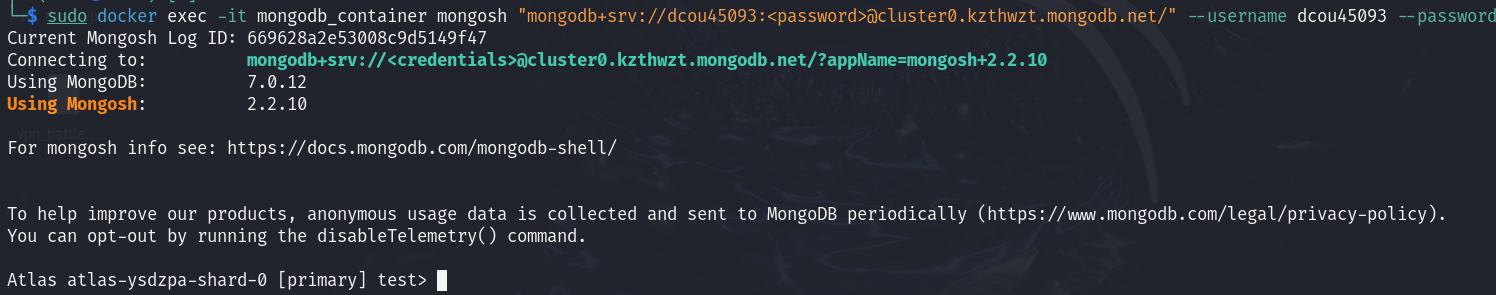 └─$ sudo docker exec -it mongodb_container mongosh "mongodb+srv://dcou45093:<password>@cluster0.kzthwzt.mongodb.net/" --username dcou45093 --password
Current Mongosh Log ID: 669628a2e53008c9d5149f47
Connecting to: mongodb+srv://<credentials>@cluster0.kzthwzt.mongodb.net/?appName=mongosh+2.2.10
Using MongoDB: 7.0.12
Using Mongosh: 2.2.10
vpn_battle....
For mongosh info see: https://docs.mongodb.com/mongodb-shell/
To help improve our products, anonymous usage data is collected and sent to MongoDB periodically (https://www.mongodb.com/legal/privacy-policy).
You can opt-out by running the disableTelemetry() command.
Atlas atlas-ysdzpa-shard-0 [primary] test>